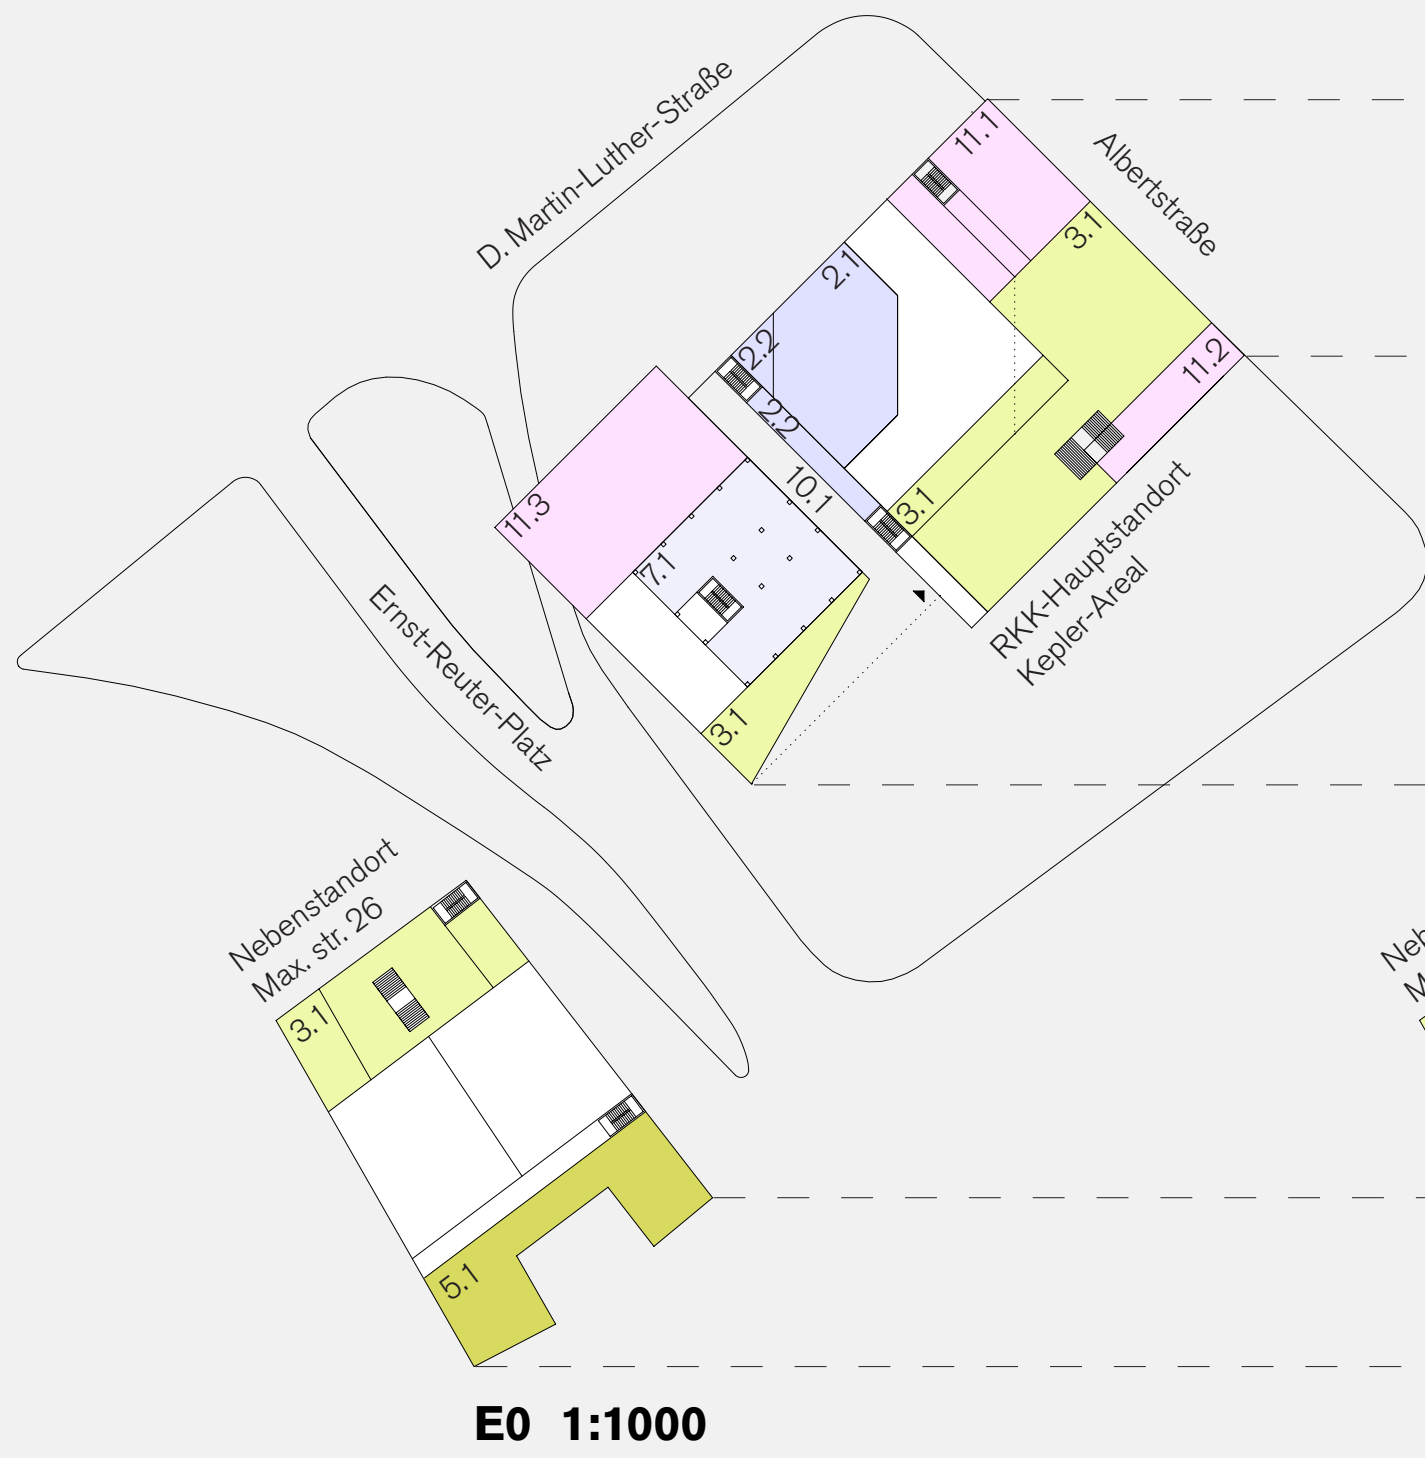 D. Martin-Luther-Straße
Albertstraße
11.1
3.1
2.1
2.2
2.2
11.2
10.1
3.1
11.3
7.1
3.1
RKK-Hauptstandort
Kepler-Areal
Ernst-Reuter-Platz
Nebenstandort
Max. str. 26
3.1
5.1
E0 1:1000